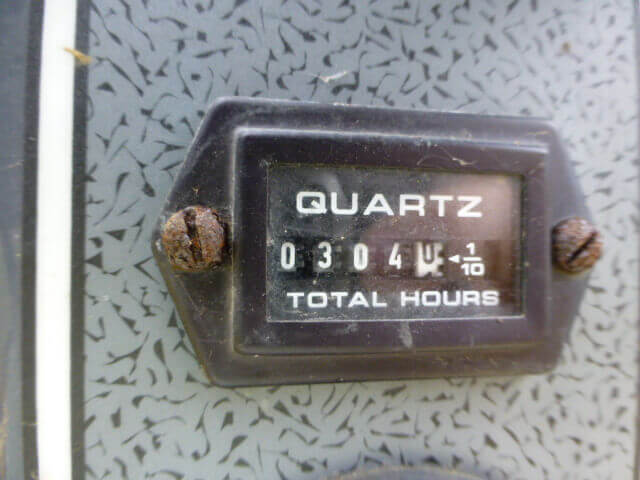 QUARTZ
0304 ◄1/10
TOTAL HOURS